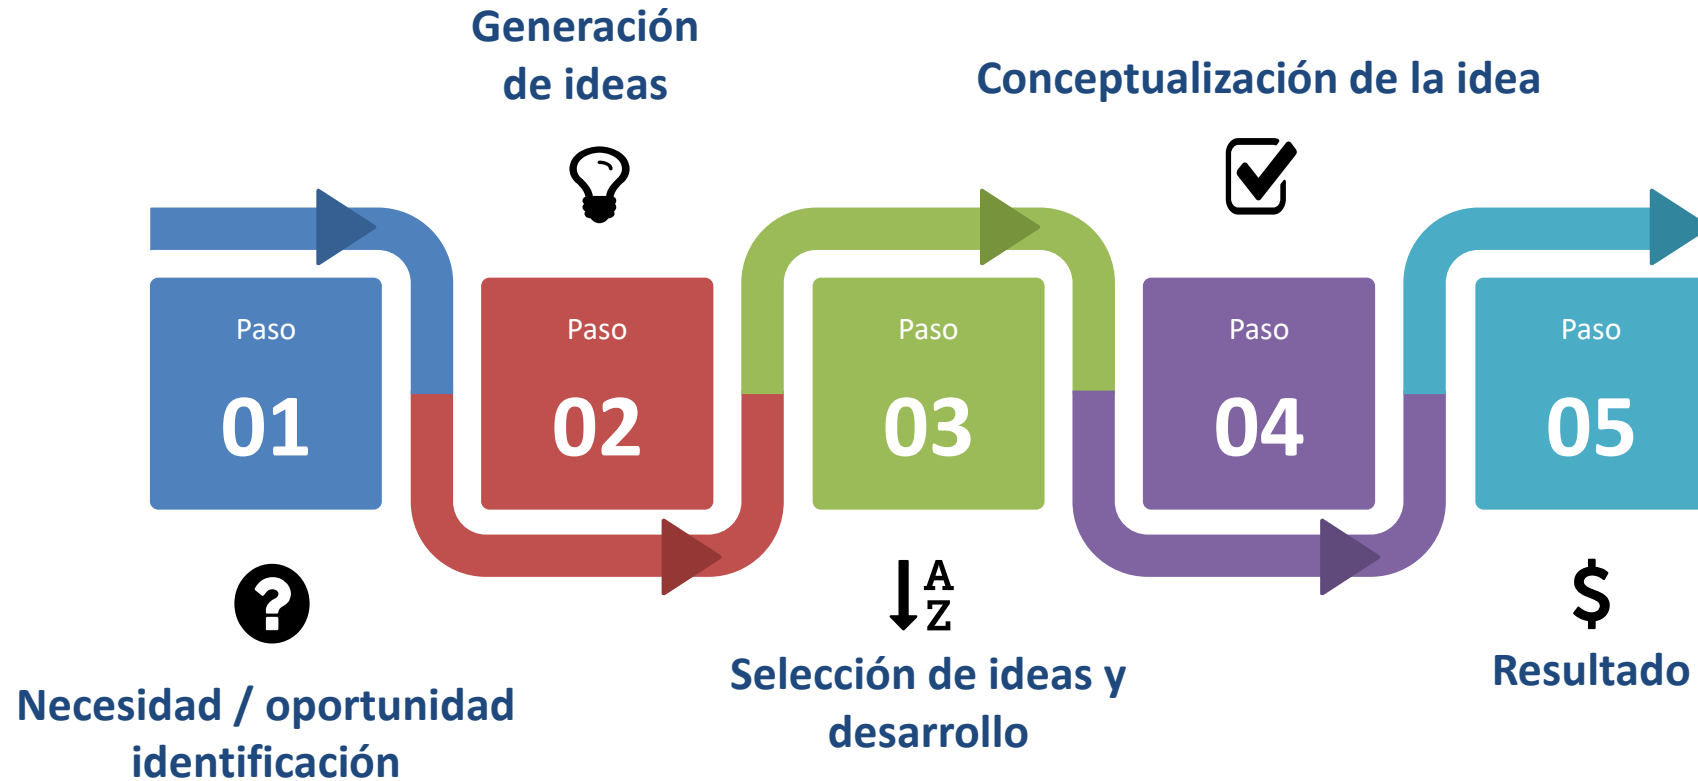 Generación
de ideas
Conceptualización de la idea
Paso
01
Paso
02
Paso
03
Paso
04
Paso
05
A
Z
$
Necesidad / oportunidad
identificación
Selección de ideas y
desarrollo
Resultado